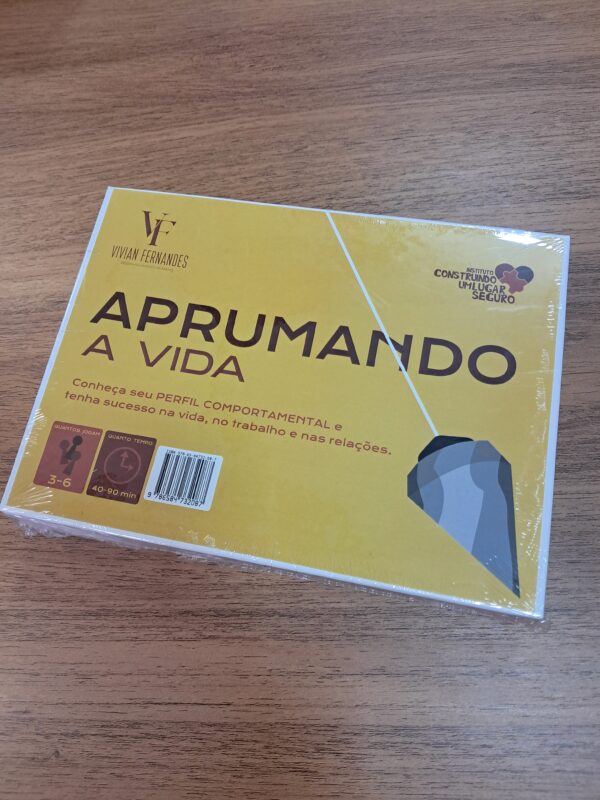 VF
VIVIAN FERNANDES
INSTITUTO
CONSTRUINDO
UM LUGAR
SEGURO
APRUMANDO
A VIDA
Conheça seu PERFIL COMPORTAMENTAL e
tenha sucesso na vida, no trabalho e nas relações.
QUANTOS JOGAM
3-6
QUANTO TEMPO
40-90 min